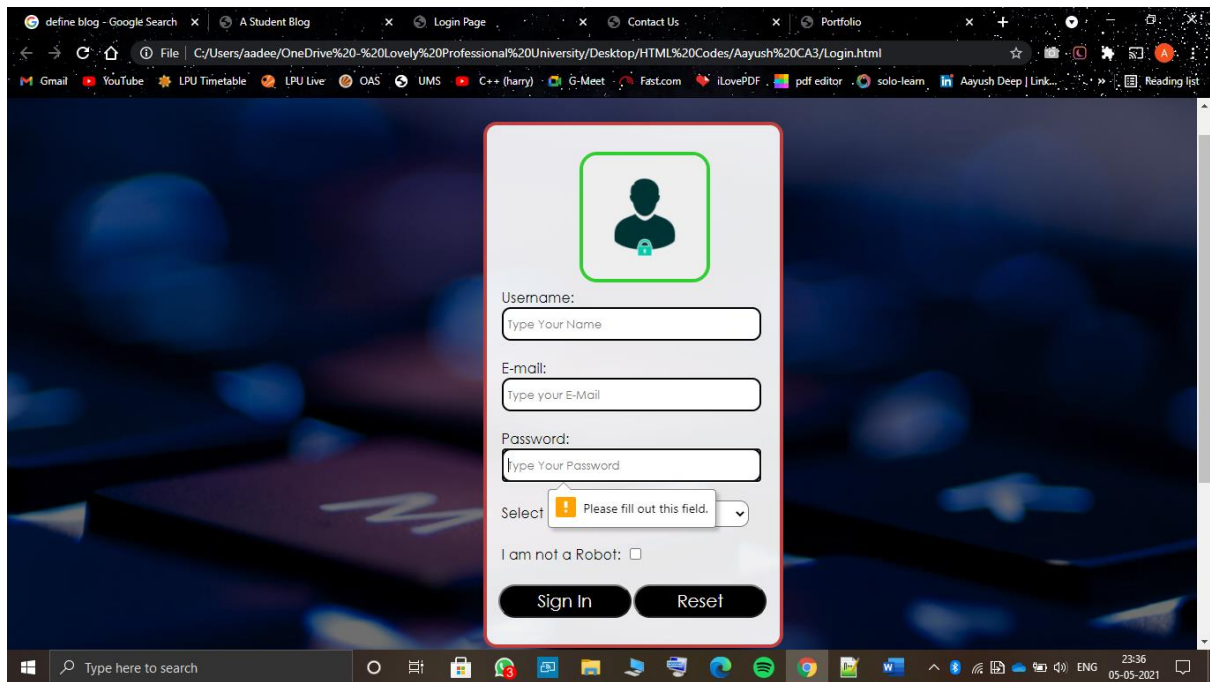 define blog - Google Search
A Student Blog
Login Page
Contact Us
Portfolio
File | C:/Users/aadee/OneDrive%20-%20Lovely%20Professional%20University/Desktop/HTML%20Codes/Aayush%20CA3/Login.html
Gmail
YouTube
LPU Timetable
LPU Live
OAS
UMS
C++ (harry)
G-Meet
Fast.com
iLovePDF
pdf editor
solo-learn
Aayush Deep | Link...
»
Reading list
Username:
Type Your Name
E-mail:
Type your E-Mail
Password:
Type Your Password
Please fill out this field.
Select
I am not a Robot:
Sign In
Reset
M
Type here to search
3
ENG
23:36
05-05-2021